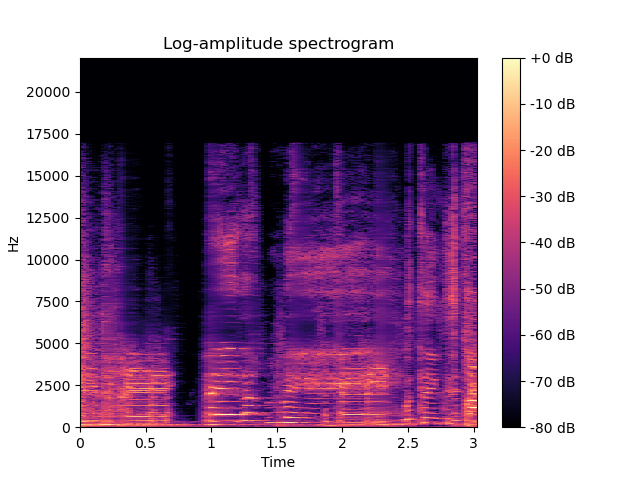 Log-amplitude spectrogram
Hz
20000
17500
15000
12500
10000
7500
5000
2500
0
0 0.5 1 1.5 2 2.5 3
Time
+0 dB
-10 dB
-20 dB
-30 dB
-40 dB
-50 dB
-60 dB
-70 dB
-80 dB